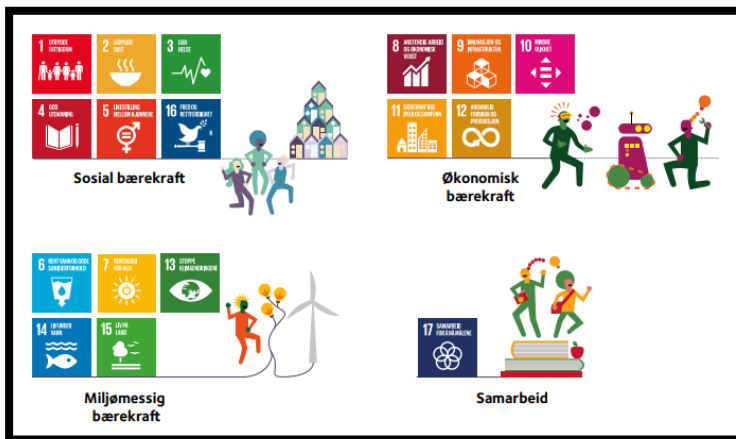 1 UTRYDDE
FATTIGDOM
2 UTRYDDE
SULT
3 GOD
HELSE
4 GOD
UTDANNING
5 LIKESTILLING
MELLOM KJØNNENE
16 FRED OG
RETTFERDIGHET
Sosial bærekraft
8 ANSTENDIG ARBEID
OG ØKONOMISK
VEKST
9 INNOVASJON OG
INFRASTRUKTUR
10 MINDRE
ULIKHET
11 BÆREKRAFTIGE
BYER OG SAMFUNN
12 ANSVARLIG
FORBRUK OG
PRODUKSJON
Økonomisk
bærekraft
6 RENT VANN OG GODE
SANITÆRFORHOLD
7 REN ENERGI
FOR ALLE
13 STOPPE
KLIMAENDRINGENE
14 LIV UNDER
VANN
15 LIV PÅ
LAND
Miljømessig
bærekraft
17 SAMARBEID
FOR Å NÅ MÅLENE
Samarbeid